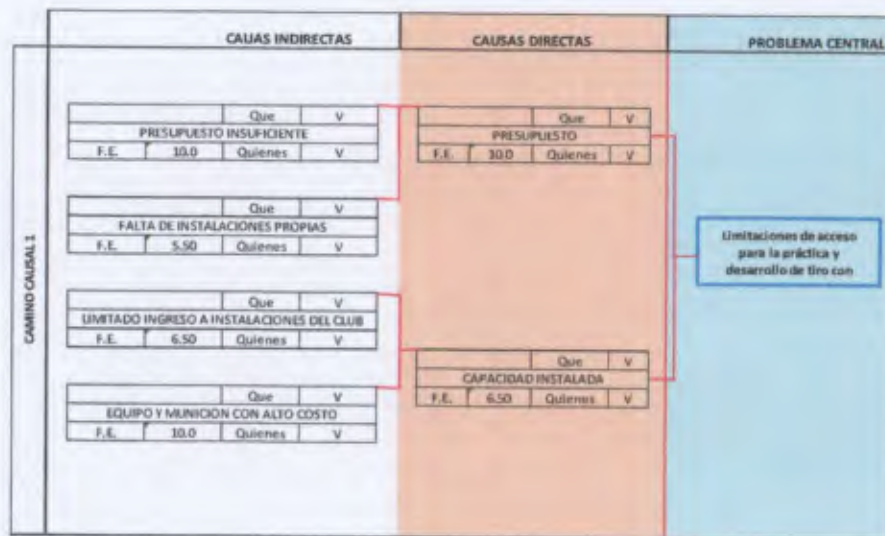 CAUAS INDIRECTAS
CAUSAS DIRECTAS
PROBLEMA CENTRAL
CAMINO CAUSAL 1
Que V
PRESUPUESTO INSUFICIENTE
F.E. 10.0 Quienes V
Que V
FALTA DE INSTALACIONES PROPIAS
F.E. 5.50 Quienes V
Que V
LIMITADO INGRESO A INSTALACIONES DEL CLUB
F.E. 6.50 Quienes V
Que V
EQUIPO Y MUNICION CON ALTO COSTO
F.E. 10.0 Quienes V
Que V
PRESUPUESTO
F.E. 10.0 Quienes V
Que V
CAPACIDAD INSTALADA
F.E. 6.50 Quienes V
Limitaciones de acceso
para la práctica y
desarrollo de tiro con